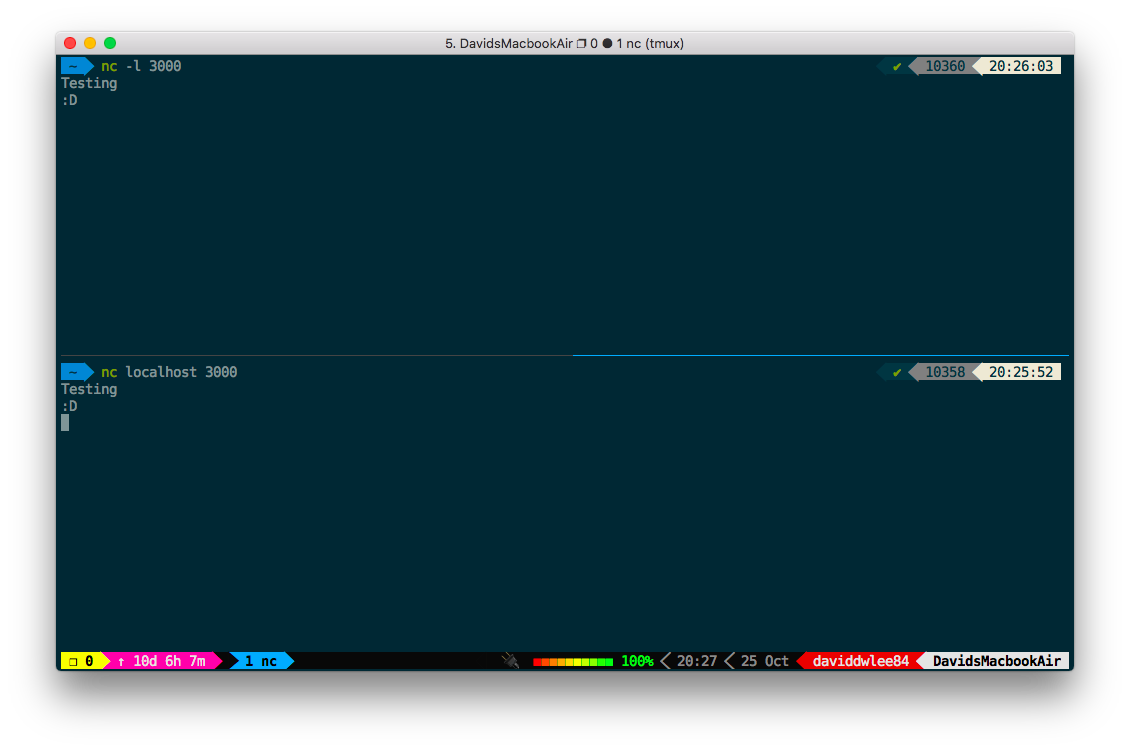 5. DavidsMacbookAir ❐ 0 ● 1 nc (tmux)
~ nc -l 3000 ✔ 10360 20:26:03
Testing
:D
~ nc localhost 3000 ✔ 10358 20:25:52
Testing
:D
❐ 0 ↑ 10d 6h 7m 1 nc 100% 20:27 25 Oct daviddwlee84 DavidsMacbookAir